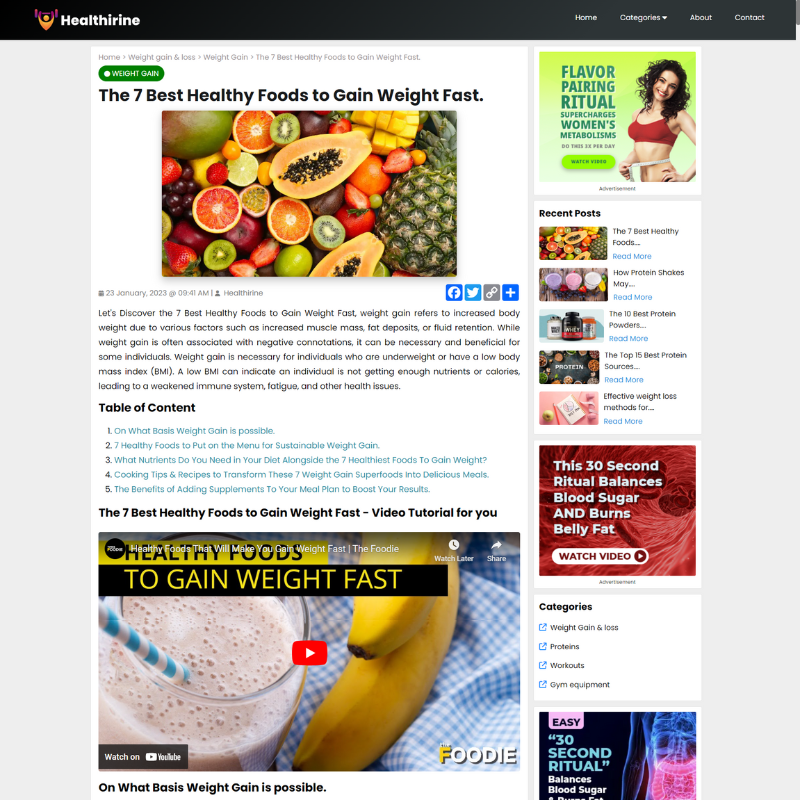 Healthirine
Home
Categories
About
Contact
Home > Weight gain & loss > Weight Gain > The 7 Best Healthy Foods to Gain Weight Fast.
WEIGHT GAIN
The 7 Best Healthy Foods to Gain Weight Fast.
23 January, 2023 @ 09:41 AM | Healthirine
Let's Discover the 7 Best Healthy Foods to Gain Weight Fast, weight gain refers to increased body
weight due to various factors such as increased muscle mass, fat deposits, or fluid retention. While
weight gain is often associated with negative connotations, it can be necessary and beneficial for
some individuals. Weight gain is necessary for individuals who are underweight or have a low body
mass index (BMI). A low BMI can indicate an individual is not getting enough nutrients or calories,
leading to a weakened immune system, fatigue, and other health issues.
Table of Content
1. On What Basis Weight Gain is possible.
2. 7 Healthy Foods to Put on the Menu for Sustainable Weight Gain.
3. What Nutrients Do You Need in Your Diet Alongside the 7 Healthiest Foods To Gain Weight?
4. Cooking Tips & Recipes to Transform These 7 Weight Gain Superfoods Into Delicious Meals.
5. The Benefits of Adding Supplements To Your Meal Plan to Boost Your Results.
The 7 Best Healthy Foods to Gain Weight Fast - Video Tutorial for you
Healthy Foods That Will Make You Gain Weight Fast | The Foodie
Watch Later
Share
HEALTHY FOODS
TO GAIN WEIGHT FAST
Watch on YouTube
THE
FOODIE
On What Basis Weight Gain is possible.
FLAVOR
PAIRING
RITUAL
SUPERCHARGES
WOMEN'S
METABOLISMS
DO THIS 2X PER DAY
WATCH VIDEO
Advertisement
Recent Posts
The 7 Best Healthy
Foods....
Read More
How Protein Shakes
May....
Read More
The 10 Best Protein
Powders....
Read More
PROTEIN
The Top 15 Best Protein
Sources....
Read More
Effective weight loss
methods for....
Read More
This 30 Second
Ritual Balances
Blood Sugar
AND Burns
Belly Fat
WATCH VIDEO
Advertisement
Categories
Weight Gain & loss
Proteins
Workouts
Gym equipment
EASY
"30
SECOND
RITUAL"
Balances
Blood Sugar
& Burns Fat